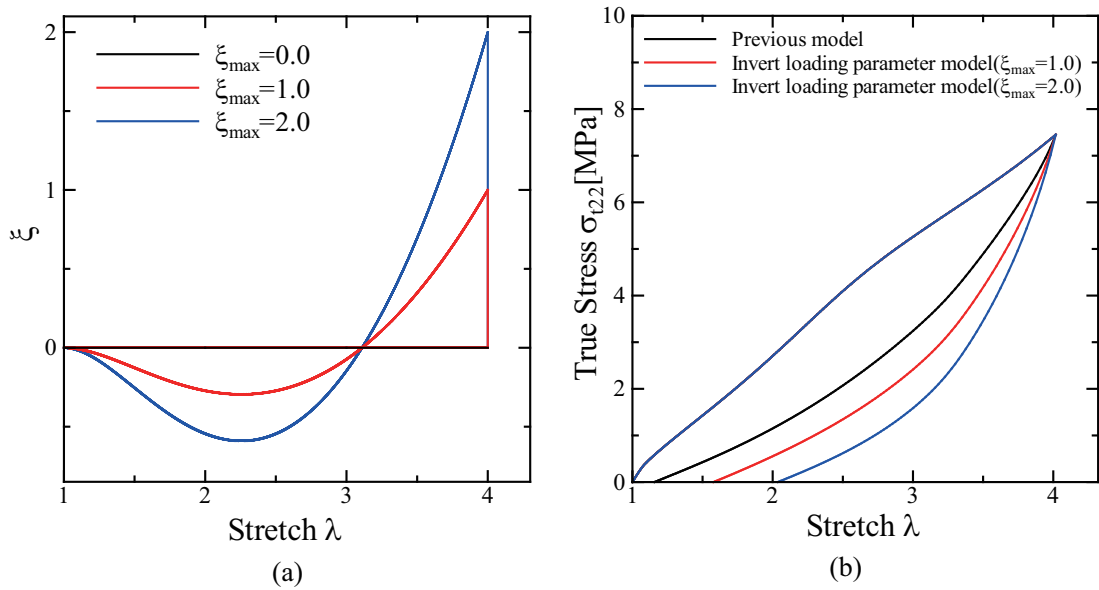 2
1
0
ξ
ξmax=0.0
ξmax=1.0
ξmax=2.0
1 2 3 4
Stretch λ
(a)
10
8
6
4
2
0
True Stress σt22[MPa]
Previous model
Invert loading parameter model(ξmax=1.0)
Invert loading parameter model(ξmax=2.0)
1 2 3 4
Stretch λ
(b)